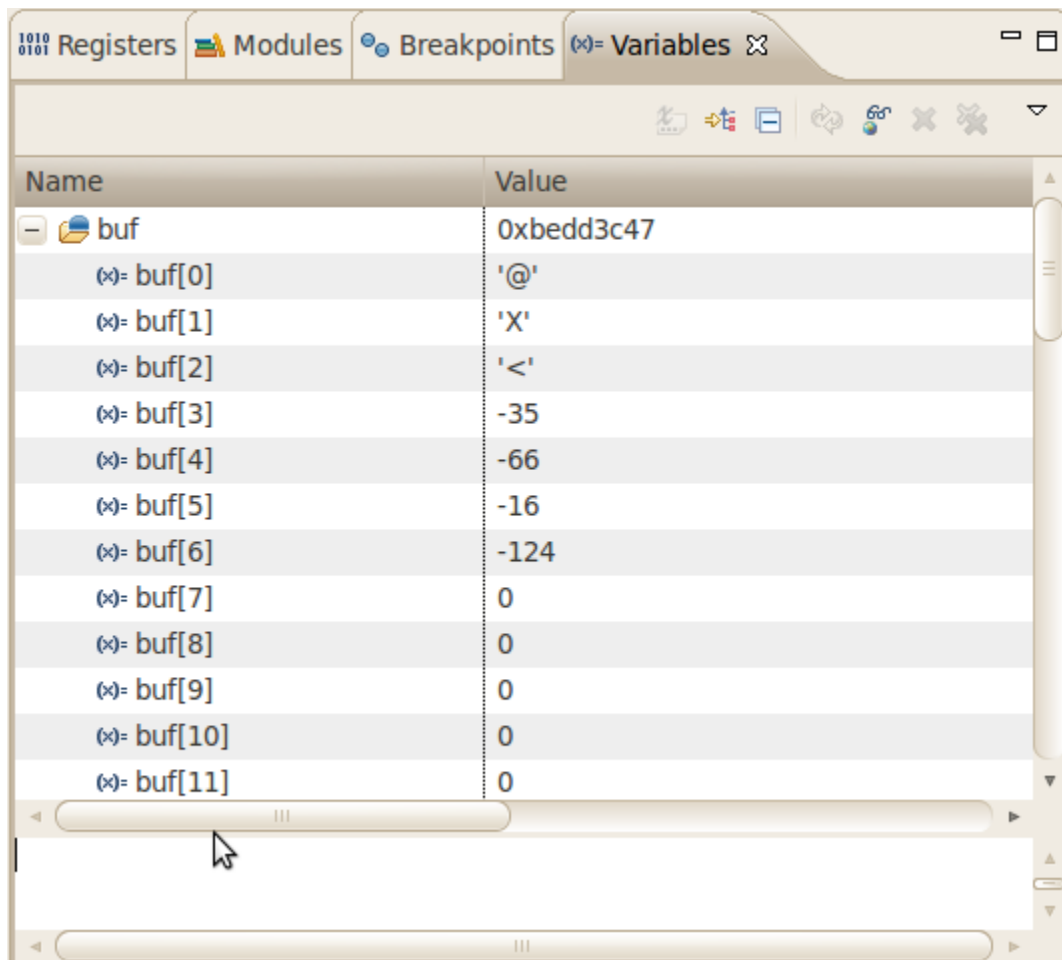 Registers Modules Breakpoints (x)= Variables
Name Value
buf 0xbedd3c47
(x)= buf[0] '@'
(x)= buf[1] 'X'
(x)= buf[2] '<'
(x)= buf[3] -35
(x)= buf[4] -66
(x)= buf[5] -16
(x)= buf[6] -124
(x)= buf[7] 0
(x)= buf[8] 0
(x)= buf[9] 0
(x)= buf[10] 0
(x)= buf[11] 0